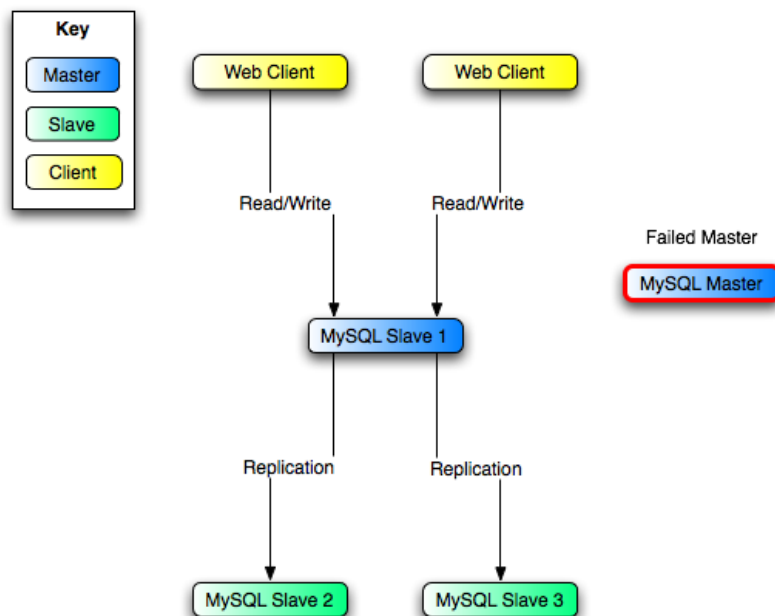 Key
Master
Slave
Client
Web Client
Web Client
Read/Write
Read/Write
Failed Master
MySQL Master
MySQL Slave 1
Replication
Replication
MySQL Slave 2
MySQL Slave 3